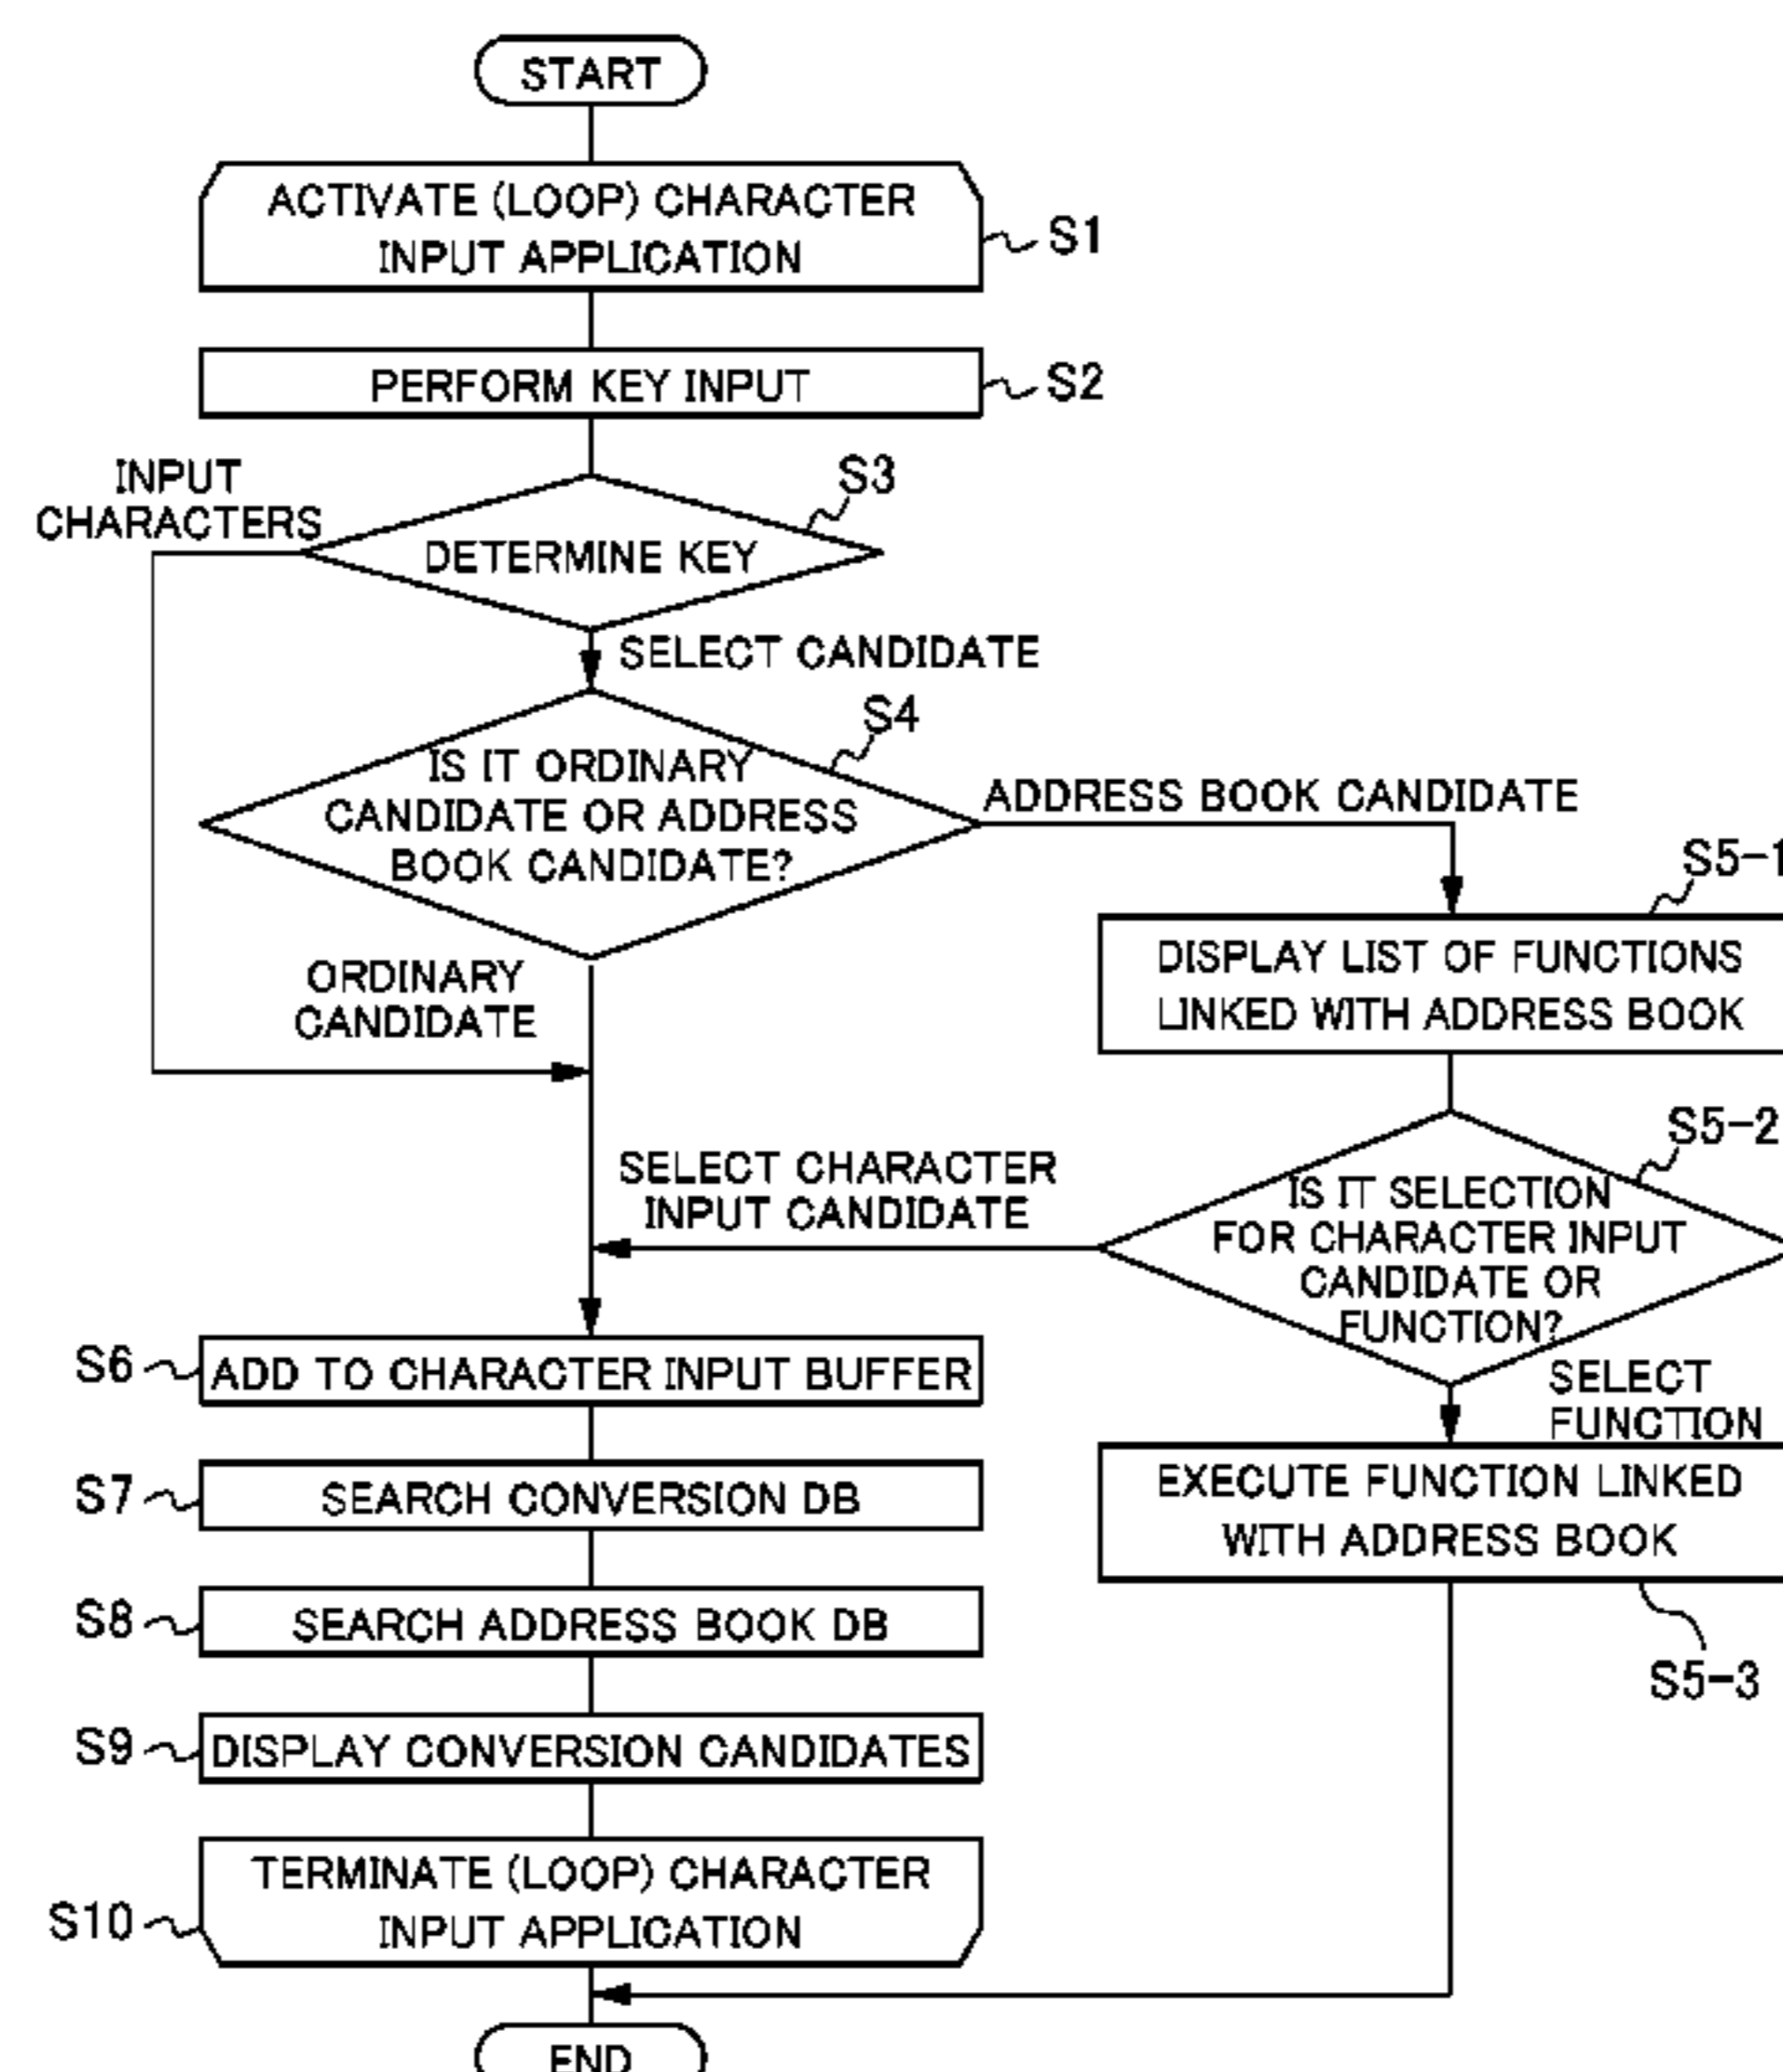 START
ACTIVATE (LOOP) CHARACTER
INPUT APPLICATION
S1
PERFORM KEY INPUT
S2
INPUT
CHARACTERS
S3
DETERMINE KEY
SELECT CANDIDATE
S4
IS IT ORDINARY
CANDIDATE OR ADDRESS
BOOK CANDIDATE?
ADDRESS BOOK CANDIDATE
S5-1
DISPLAY LIST OF FUNCTIONS
LINKED WITH ADDRESS BOOK
ORDINARY
CANDIDATE
S5-2
IS IT SELECTION
FOR CHARACTER INPUT
CANDIDATE OR
FUNCTION?
SELECT CHARACTER
INPUT CANDIDATE
SELECT
FUNCTION
EXECUTE FUNCTION LINKED
WITH ADDRESS BOOK
S5-3
S6
ADD TO CHARACTER INPUT BUFFER
S7
SEARCH CONVERSION DB
S8
SEARCH ADDRESS BOOK DB
S9
DISPLAY CONVERSION CANDIDATES
S10
TERMINATE (LOOP) CHARACTER
INPUT APPLICATION
END